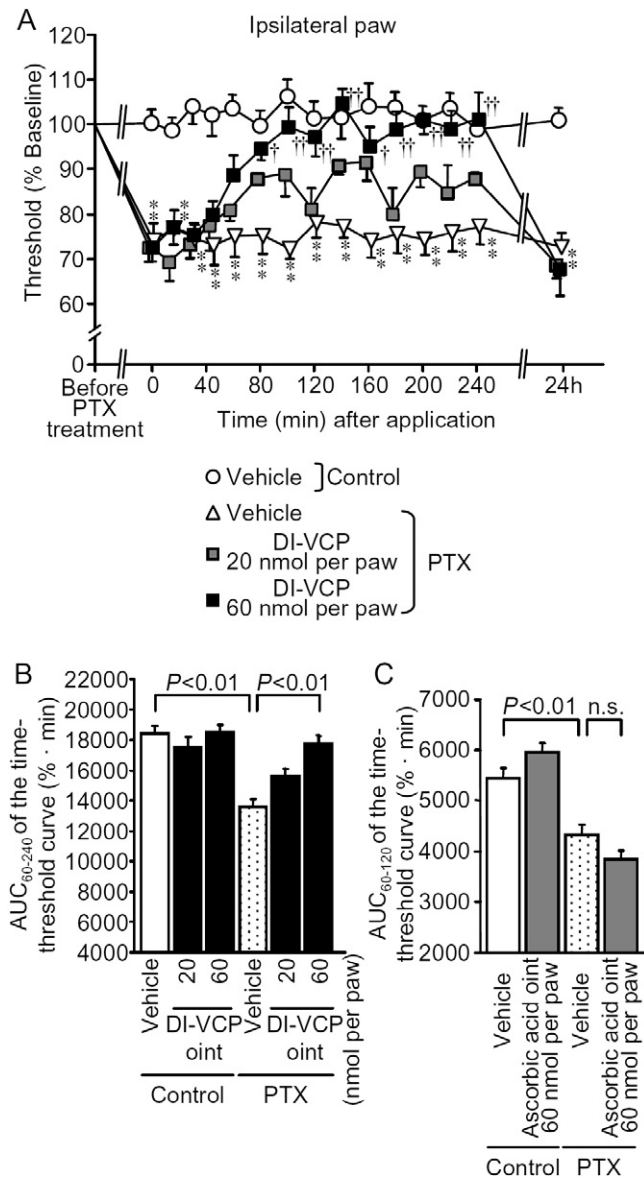 A
Ipsilateral paw
Threshold (% Baseline)
120
110
100
90
80
70
60
0
** ** ** ** ** ** ** ** ** ** ** ** ** ** **
† †† †† †† † †† †† †† ††
Before
PTX
treatment
0 40 80 120 160 200 240 24h
Time (min) after application
Vehicle ] Control
Vehicle
DI-VCP
20 nmol per paw
DI-VCP
60 nmol per paw
PTX
B
AUC60-240 of the time-
threshold curve (% · min)
22000
20000
18000
16000
14000
12000
10000
8000
6000
4000
P<0.01 P<0.01
Vehicle 20 60 Vehicle 20 60 (nmol per paw)
DI-VCP
oint
DI-VCP
oint
Control PTX
C
AUC60-120 of the time-
threshold curve (% · min)
7000
6000
5000
4000
3000
2000
P<0.01 n.s.
Vehicle
Ascorbic acid oint
60 nmol per paw
Vehicle
Ascorbic acid oint
60 nmol per paw
Control PTX